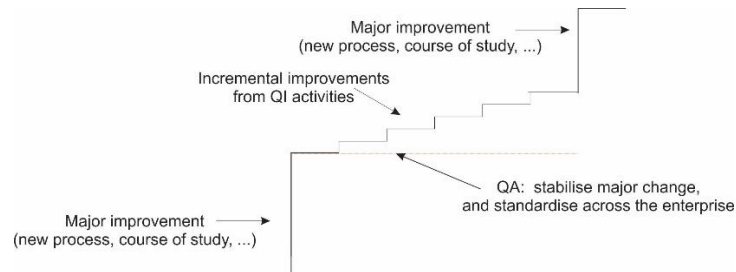 Major improvement
(new process, course of study, ...)
Incremental improvements
from QI activities
QA: stabilise major change,
and standardise across the enterprise
Major improvement
(new process, course of study, ...)